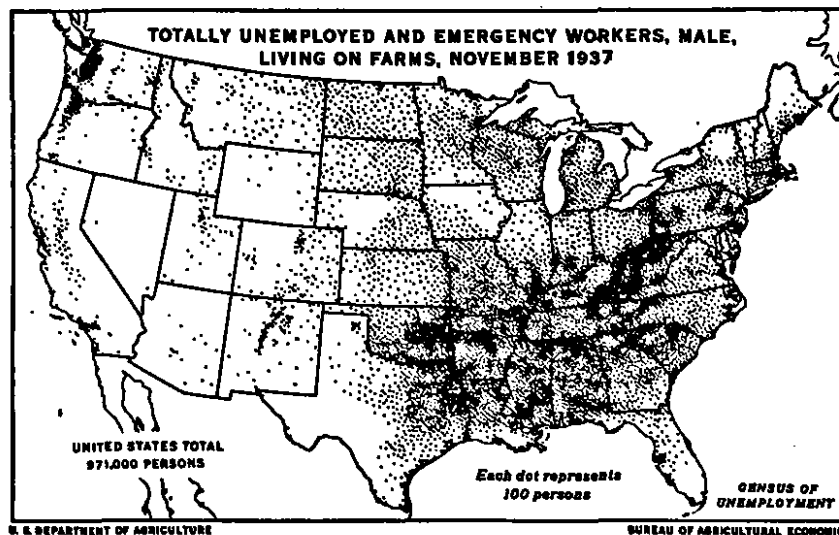 TOTALLY UNEMPLOYED AND EMERGENCY WORKERS, MALE,
LIVING ON FARMS, NOVEMBER 1937
UNITED STATES TOTAL
971,000 PERSONS
Each dot represents
100 persons
CENSUS OF
UNEMPLOYMENT
U. S. DEPARTMENT OF AGRICULTURE
BUREAU OF AGRICULTURAL ECONOMIC